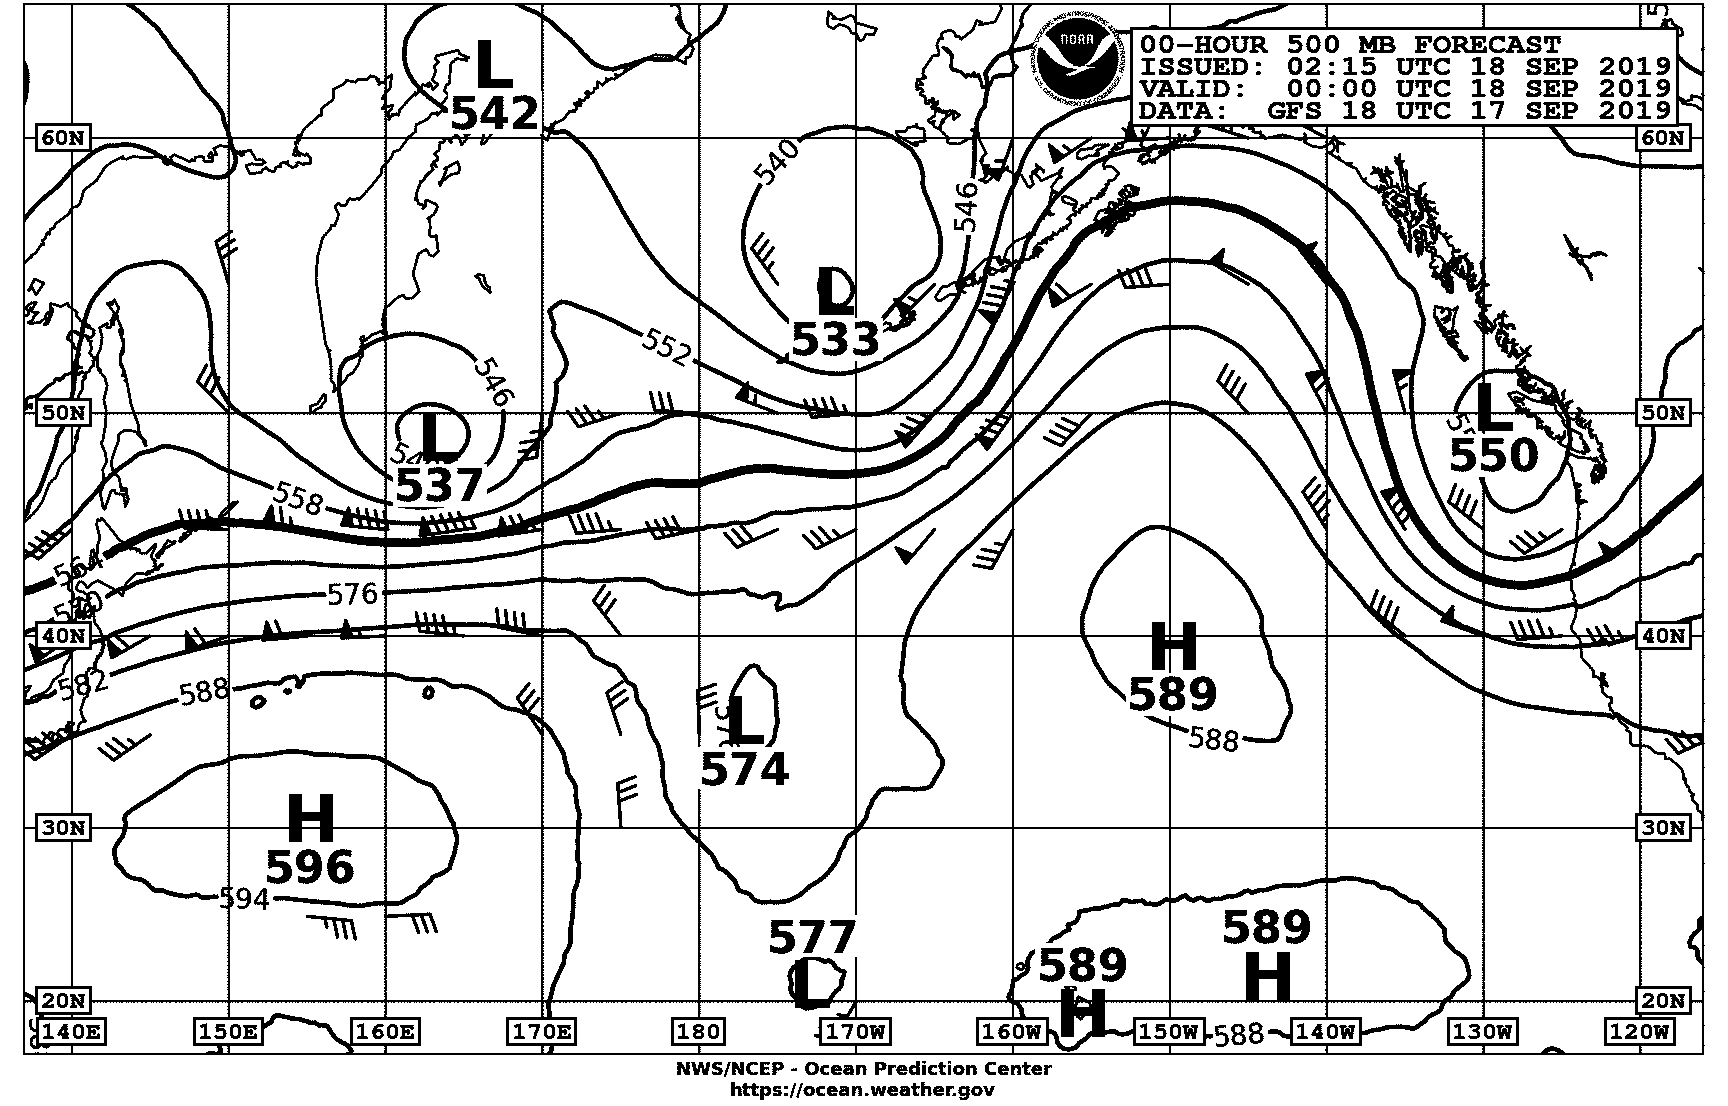 NOAA
00-HOUR 500 MB FORECAST
ISSUED: 02:15 UTC 18 SEP 2019
VALID: 00:00 UTC 18 SEP 2019
DATA: GFS 18 UTC 17 SEP 2019
L
542
60N
60N
540
546
L
533
552
546
50N
50N
L
537
L
550
558
564
576
570
40N
40N
H
589
582
588
L
574
588
H
596
30N
30N
594
577
L
589
H
589
H
20N
20N
588
140E 150E 160E 170E 180 170W 160W 150W 140W 130W 120W
NWS/NCEP - Ocean Prediction Center
https://ocean.weather.gov